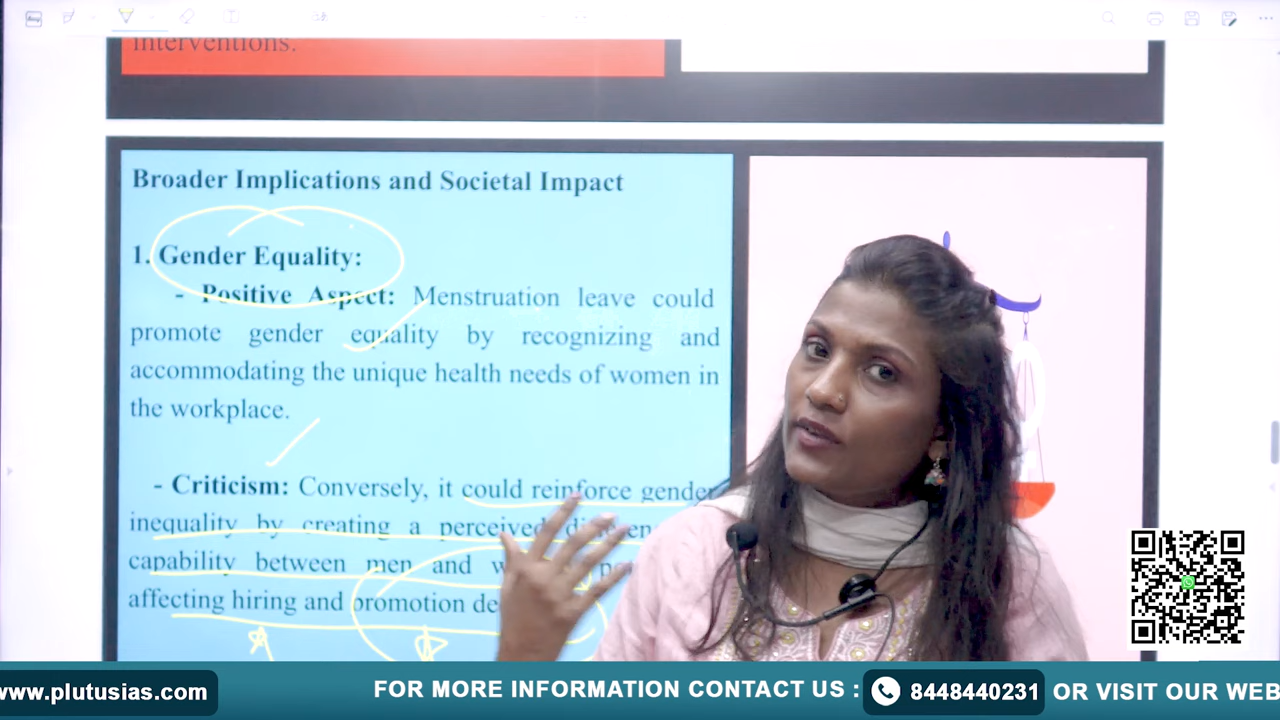 interventions.
Broader Implications and Societal Impact
1. Gender Equality:
- Positive Aspect: Menstruation leave could
promote gender equality by recognizing and
accommodating the unique health needs of women in
the workplace.
- Criticism: Conversely, it could reinforce gender
inequality by creating a perceived
capability between men and
affecting hiring and promotion
www.plutusias.com
FOR MORE INFORMATION CONTACT US :
8448440231
OR VISIT OUR WEB